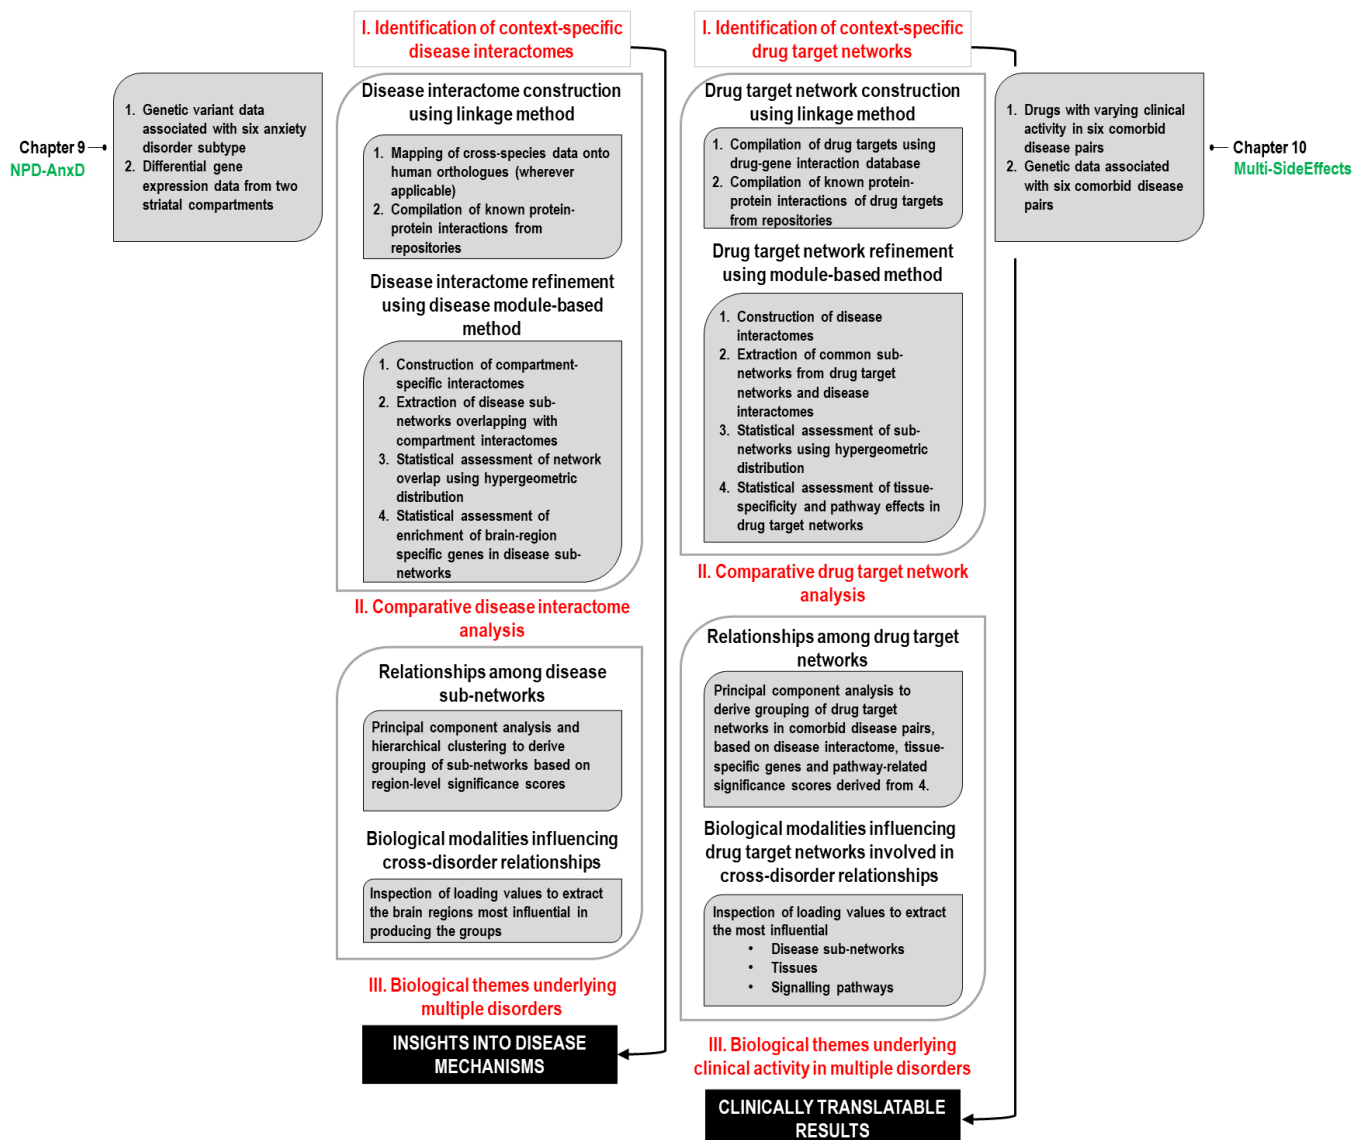 I. Identification of context-specific
disease interactomes
1. Genetic variant data
associated with six anxiety
disorder subtype
2. Differential gene
expression data from two
striatal compartments
Chapter 9
NPD-AnxD
Disease interactome construction
using linkage method
1. Mapping of cross-species data onto
human orthologues (wherever
applicable)
2. Compilation of known protein-
protein interactions from
repositories
Disease interactome refinement
using disease module-based
method
1. Construction of compartment-
specific interactomes
2. Extraction of disease sub-
networks overlapping with
compartment interactomes
3. Statistical assessment of network
overlap using hypergeometric
distribution
4. Statistical assessment of
enrichment of brain-region
specific genes in disease sub-
networks
II. Comparative disease interactome
analysis
Relationships among disease
sub-networks
Principal component analysis and
hierarchical clustering to derive
grouping of sub-networks based on
region-level significance scores
Biological modalities influencing
cross-disorder relationships
Inspection of loading values to extract
the brain regions most influential in
producing the groups
III. Biological themes underlying
multiple disorders
INSIGHTS INTO DISEASE
MECHANISMS
I. Identification of context-specific
drug target networks
Drug target network construction
using linkage method
1. Compilation of drug targets using
drug-gene interaction database
2. Compilation of known protein-
protein interactions of drug targets
from repositories
Drug target network refinement
using module-based method
1. Construction of disease
interactomes
2. Extraction of common sub-
networks from drug target
networks and disease
interactomes
3. Statistical assessment of sub-
networks using hypergeometric
distribution
4. Statistical assessment of tissue-
specificity and pathway effects in
drug target networks
II. Comparative drug target network
analysis
Relationships among drug target
networks
Principal component analysis to
derive grouping of drug target
networks in comorbid disease pairs,
based on disease interactome, tissue-
specific genes and pathway-related
significance scores derived from 4.
Biological modalities influencing
drug target networks involved in
cross-disorder relationships
Inspection of loading values to extract
the most influential
• Disease sub-networks
• Tissues
• Signalling pathways
III. Biological themes underlying
clinical activity in multiple disorders
CLINICALLY TRANSLATABLE
RESULTS
1. Drugs with varying clinical
activity in six comorbid
disease pairs
2. Genetic data associated
with six comorbid disease
pairs
Chapter 10
Multi-SideEffects